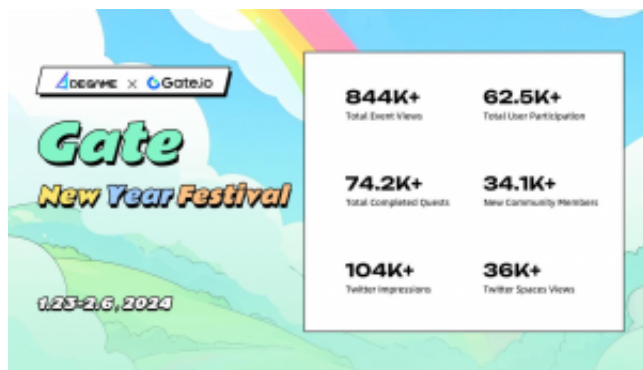 DEGAME × Gate.io
Gate
New Year Festival
1.23-2.6, 2024
844K+
Total Event Views
62.5K+
Total User Participation
74.2K+
Total Completed Quests
34.1K+
New Community Members
104K+
Twitter Impressions
36K+
Twitter Spaces Views